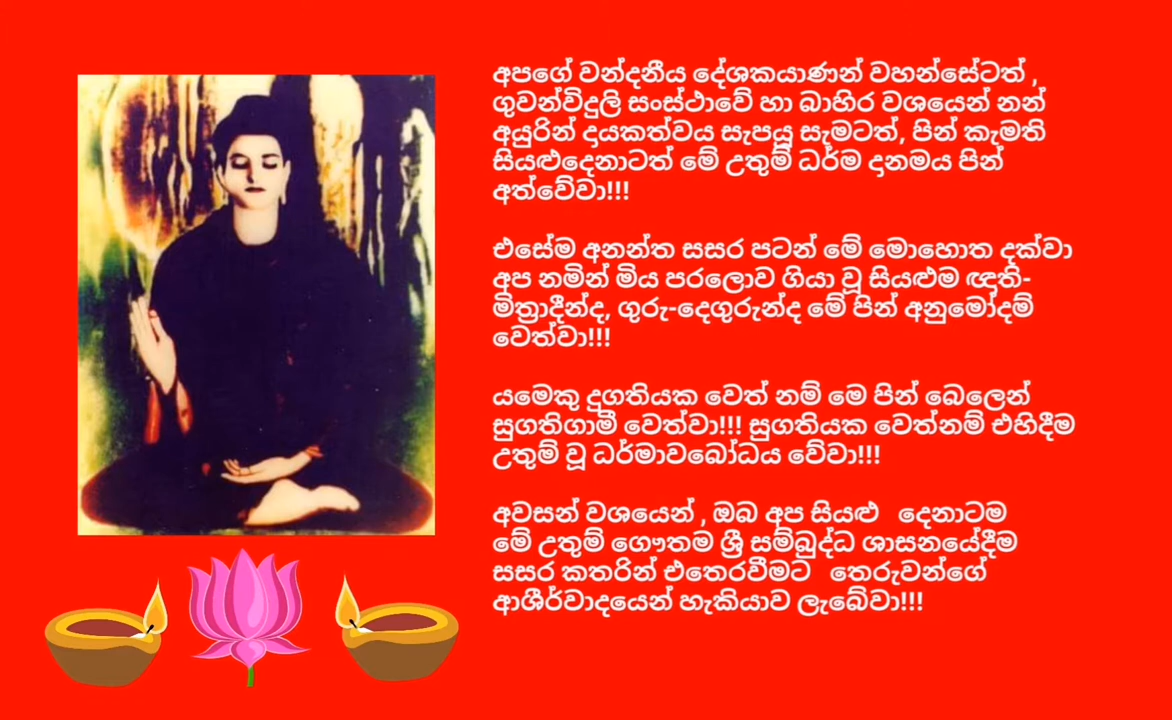 අපගේ වන්දනීය දේශකයාණන් වහන්සේටත් ,
ගුවන්විදුලි සංස්ථාවේ හා බාහිර වශයෙන් නන්
අයුරින් දායකත්වය සැපයූ සැමටත්, පින් කැමති
සියළුදෙනාටත් මේ උතුම් ධර්ම දානමය පින්
අත්වේවා!!!
එසේම අනන්ත සසර පටන් මේ මොහොත දක්වා
අප නමින් මිය පරලොව ගියා වූ සියළුම ඥාති-
මිත්‍රාදීන්ද, ගුරු-දෙගුරුන්ද මේ පින් අනුමෝදම්
වෙත්වා!!!
යමෙකු දුගතියක වෙත් නම් මෙ පින් බෙලෙන්
සුගතිගාමී වෙත්වා!!! සුගතියක වෙත්නම් එහිදීම
උතුම් වූ ධර්මාවබෝධය වේවා!!!
අවසන් වශයෙන් , ඔබ අප සියළු දෙනාටම
මේ උතුම් ගෞතම ශ්‍රී සම්බුද්ධ ශාසනයේදීම
සසර කතරින් එතෙරවීමට තෙරුවන්ගේ
ආශීර්වාදයෙන් හැකියාව ලැබේවා!!!